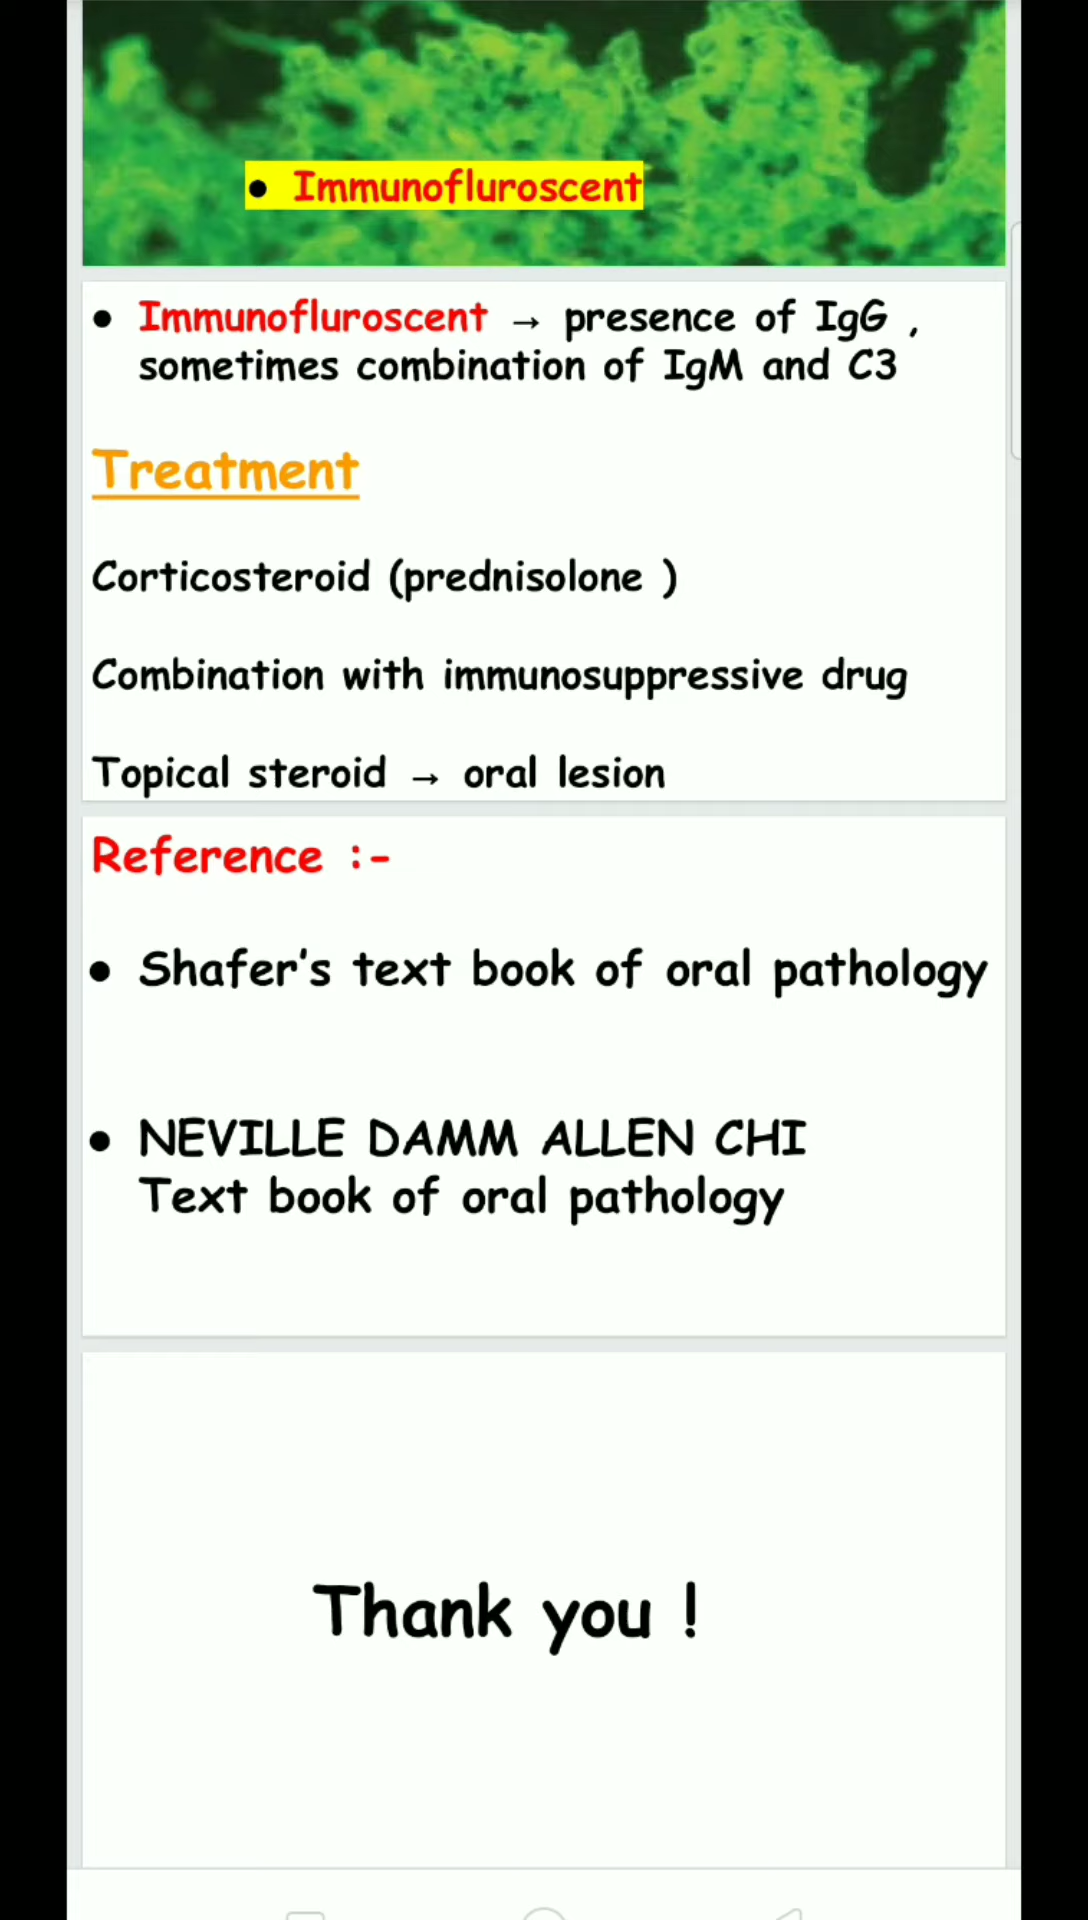 ● Immunofluroscent
● Immunofluroscent → presence of IgG ,
sometimes combination of IgM and C3
Treatment
Corticosteroid (prednisolone )
Combination with immunosuppressive drug
Topical steroid → oral lesion
Reference :-
● Shafer's text book of oral pathology
● NEVILLE DAMM ALLEN CHI
Text book of oral pathology
Thank you !